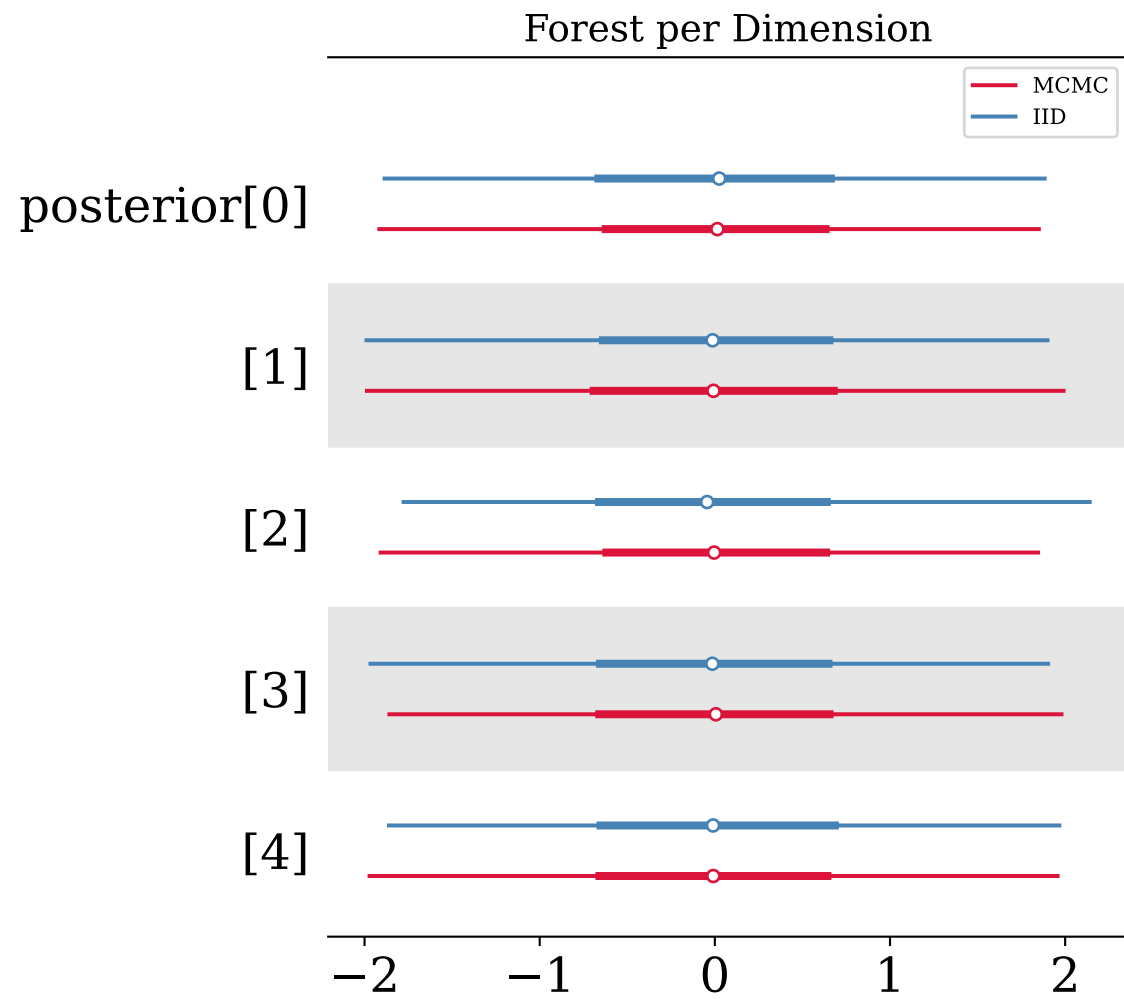 Forest per Dimension
MCMC
IID
posterior[0]
[1]
[2]
[3]
[4]
−2 −1 0 1 2